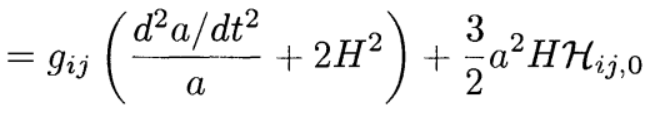 $= g_{ij} \left( \frac{d^2a/dt^2}{a} + 2H^2 \right) + \frac{3}{2} a^2 H \mathcal{H}_{ij,0}$